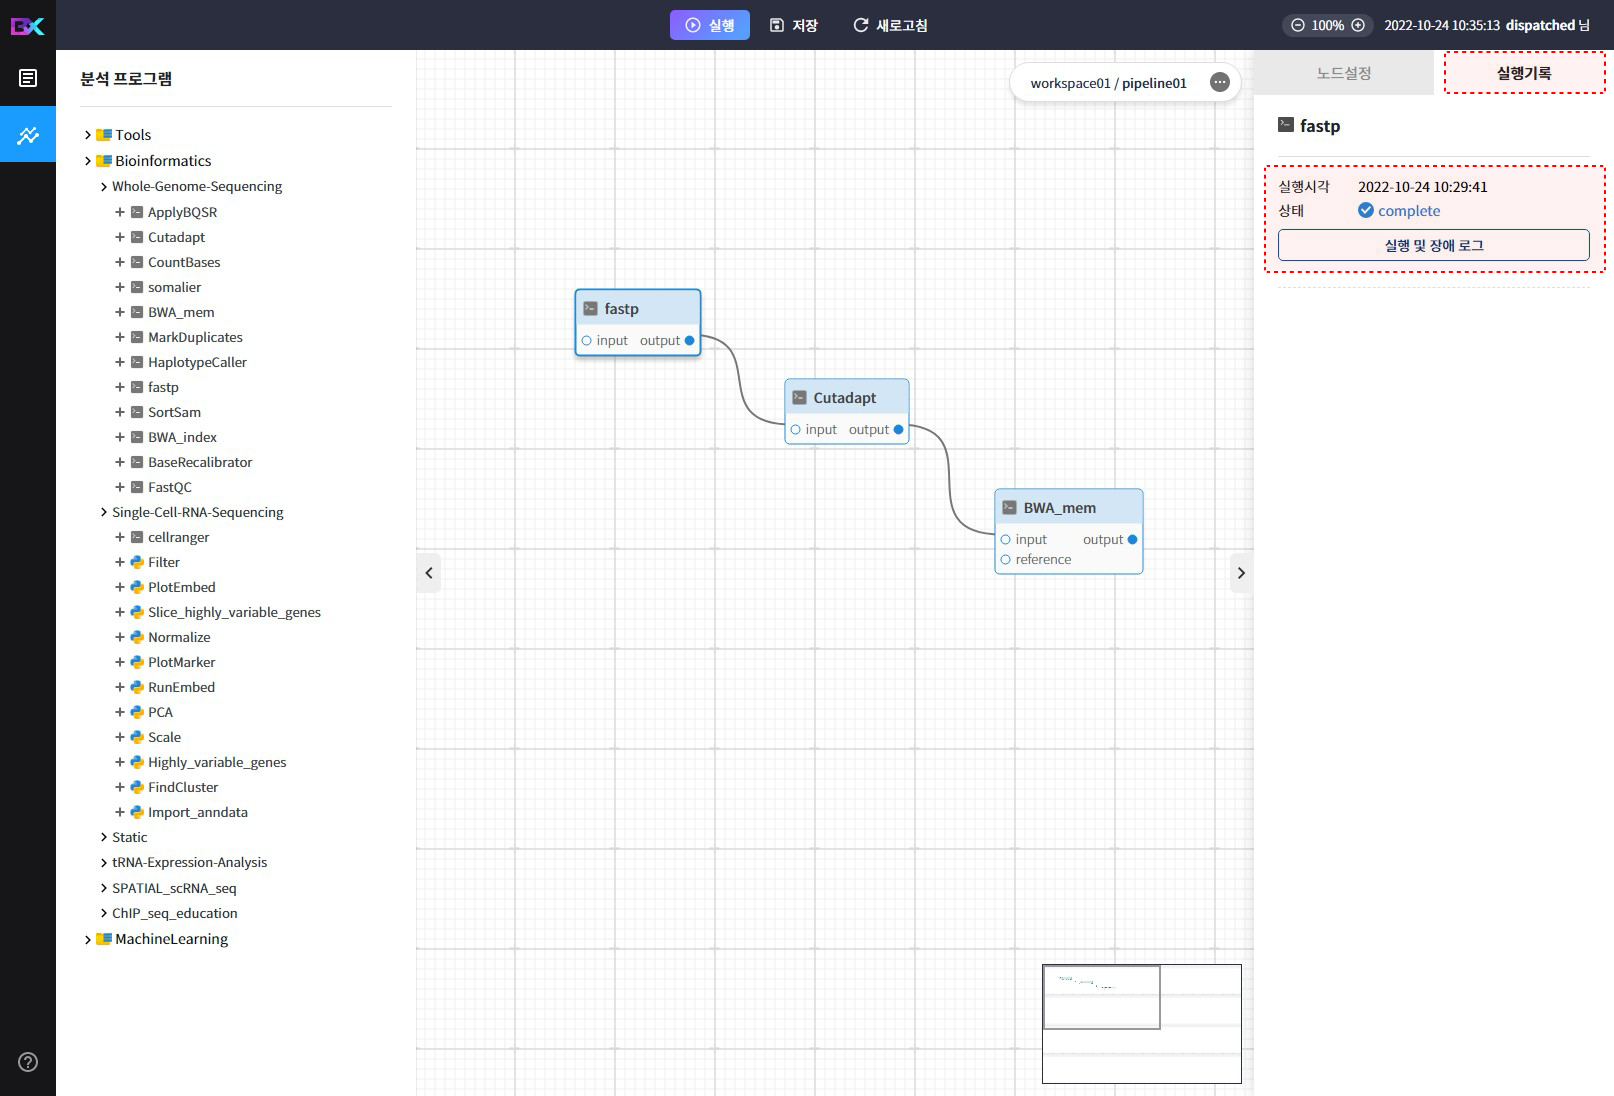 BX
실행
저장
새로고침
100%
2022-10-24 10:35:13 dispatched 님
분석 프로그램
Tools
Bioinformatics
Whole-Genome-Sequencing
ApplyBQSR
Cutadapt
CountBases
somalier
BWA_mem
MarkDuplicates
HaplotypeCaller
fastp
SortSam
BWA_index
BaseRecalibrator
FastQC
Single-Cell-RNA-Sequencing
cellranger
Filter
PlotEmbed
Slice_highly_variable_genes
Normalize
PlotMarker
RunEmbed
PCA
Scale
Highly_variable_genes
FindCluster
Import_anndata
Static
tRNA-Expression-Analysis
SPATIAL_scRNA_seq
ChIP_seq_education
MachineLearning
workspace01 / pipeline01
fastp
input output
Cutadapt
input output
BWA_mem
input output
reference
노드설정
실행기록
fastp
실행시각 2022-10-24 10:29:41
상태 complete
실행 및 장애 로그